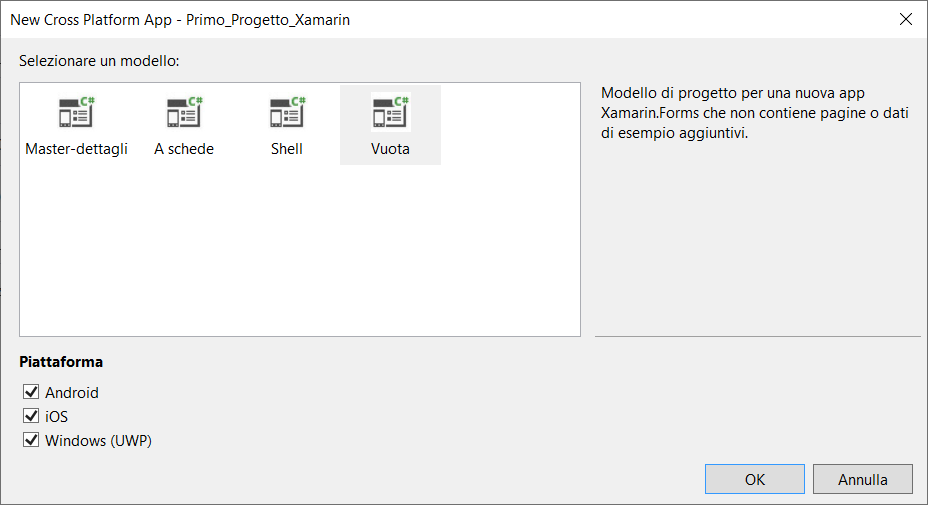 New Cross Platform App - Primo_Progetto_Xamarin
Selezionare un modello:
C# C# C# C#
Master-dettagli A schede Shell Vuota
Modello di progetto per una nuova app
Xamarin.Forms che non contiene pagine o dati
di esempio aggiuntivi.
Piattaforma
Android
iOS
Windows (UWP)
OK Annulla